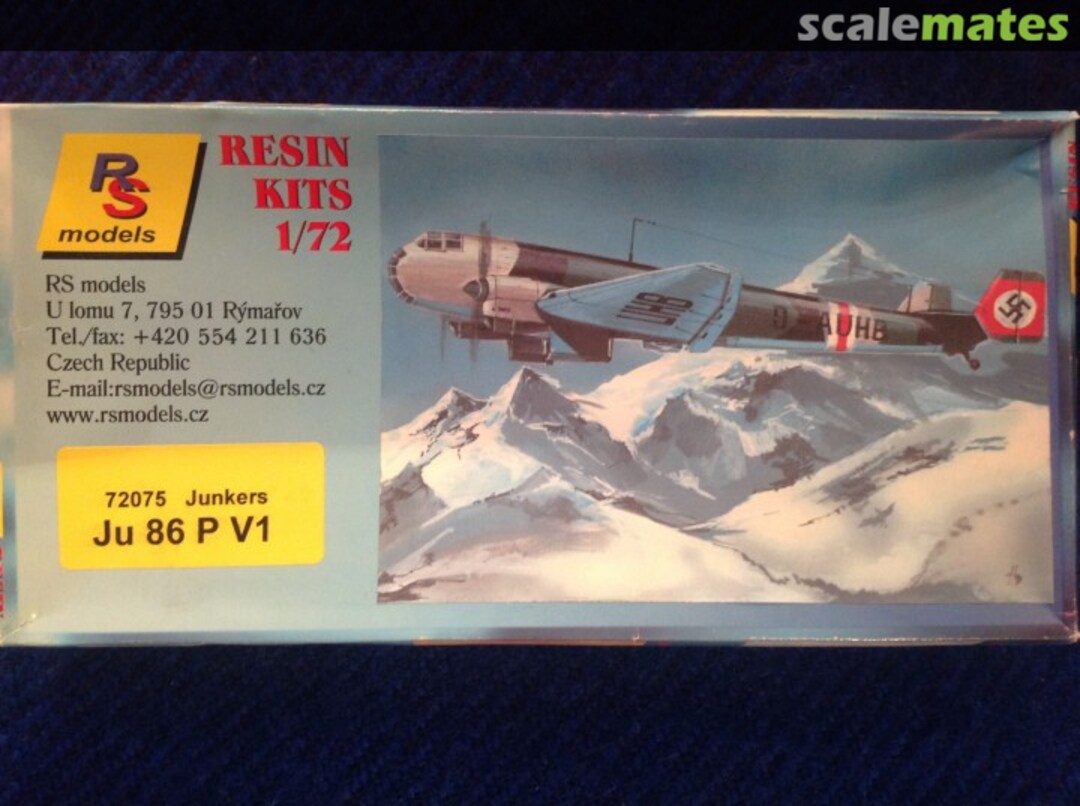 scalemates
RS
models
RESIN
KITS
1/72
RS models
U lomu 7, 795 01 Rýmařov
Tel./fax: +420 554 211 636
Czech Republic
E-mail:rsmodels@rsmodels.cz
www.rsmodels.cz
72075 Junkers
Ju 86 P V1
UHB
D-AUHB